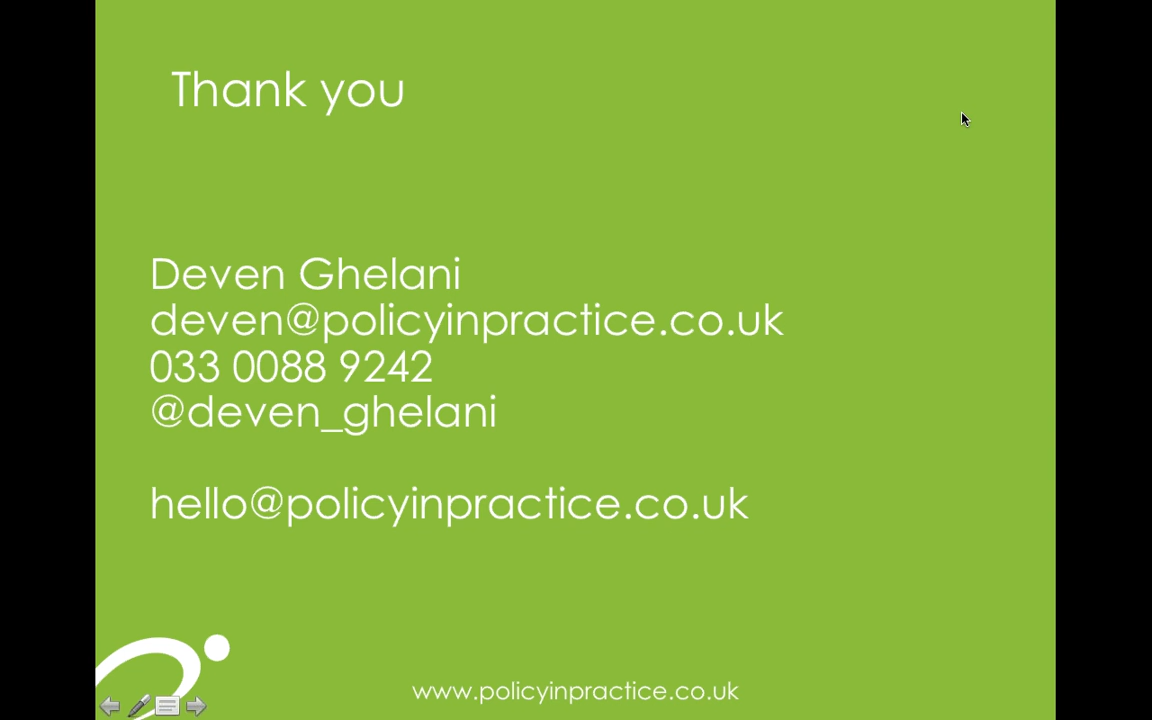 Thank you
Deven Ghelani
deven@policyinpractice.co.uk
033 0088 9242
@deven_ghelani
hello@policyinpractice.co.uk
www.policyinpractice.co.uk